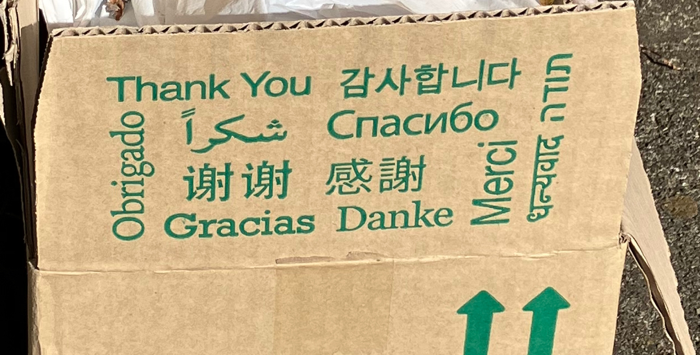 Thank You
감사합니다
תודה
Obrigado
شكراً
Спасибо
谢谢
感謝
Merci
धन्यवाद
Gracias
Danke